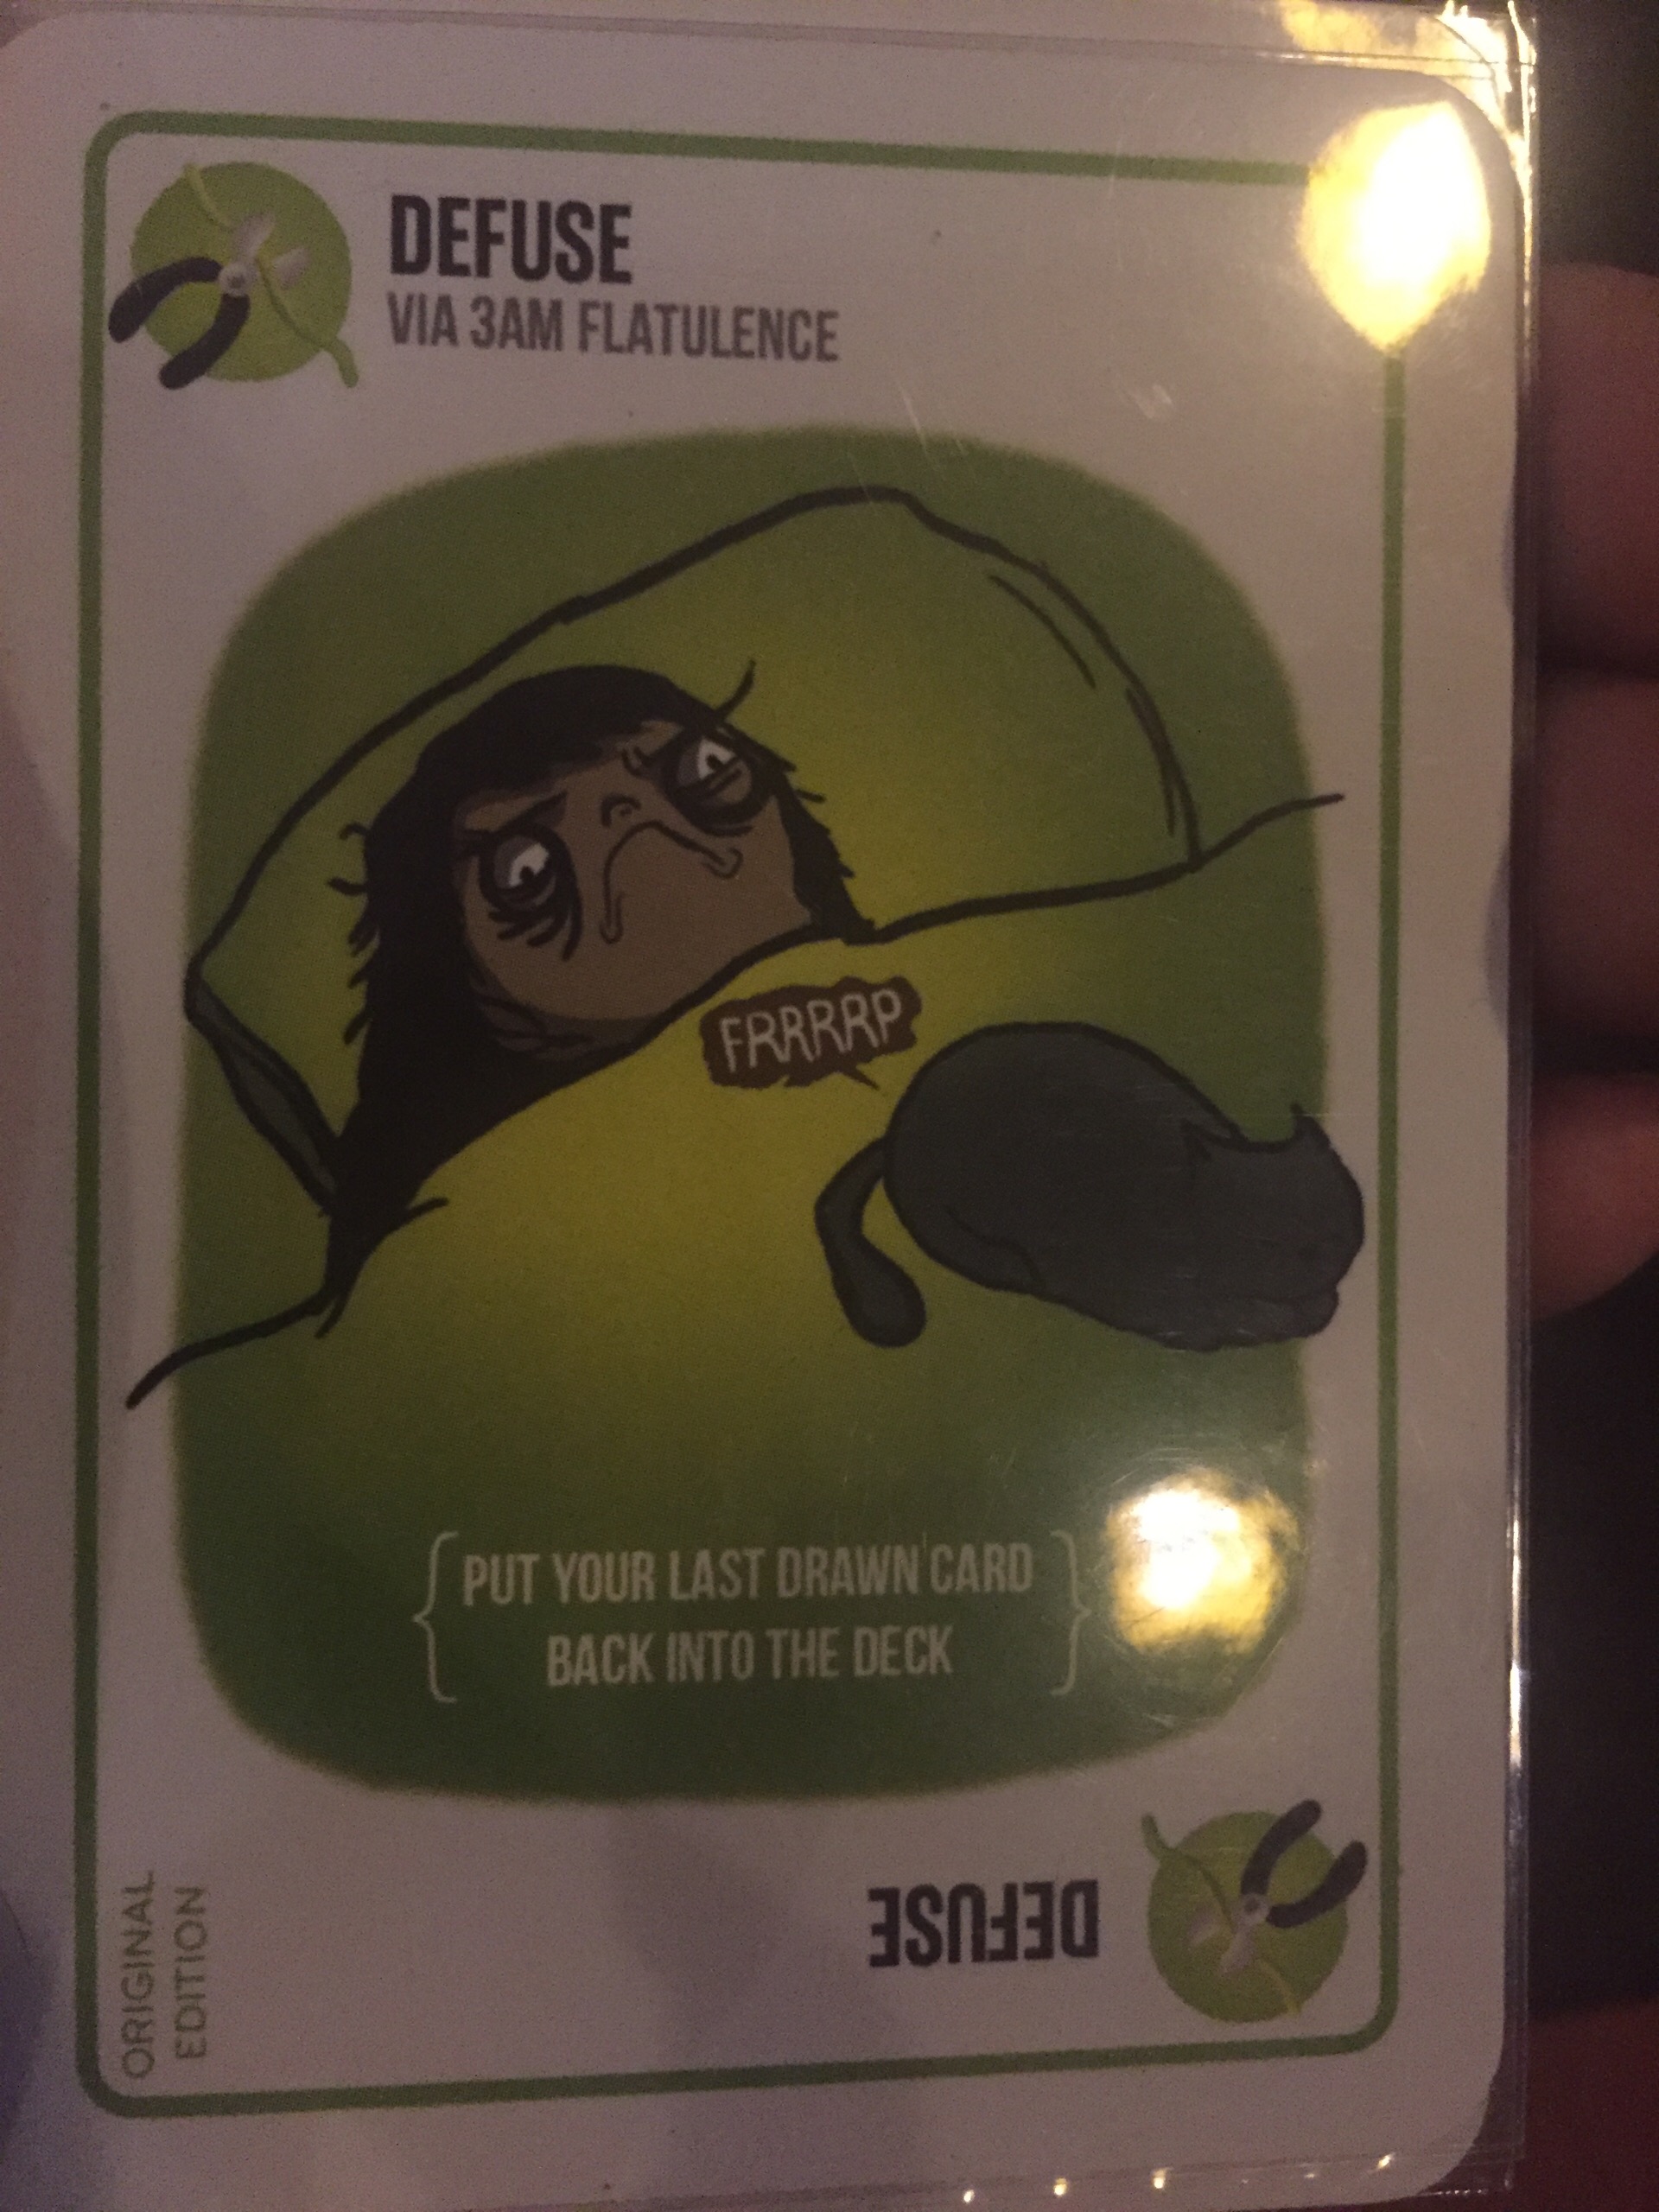 DEFUSE
VIA 3AM FLATULENCE
FRRRRP
PUT YOUR LAST DRAWN CARD
BACK INTO THE DECK
DEFUSE
ORIGINAL
EDITION